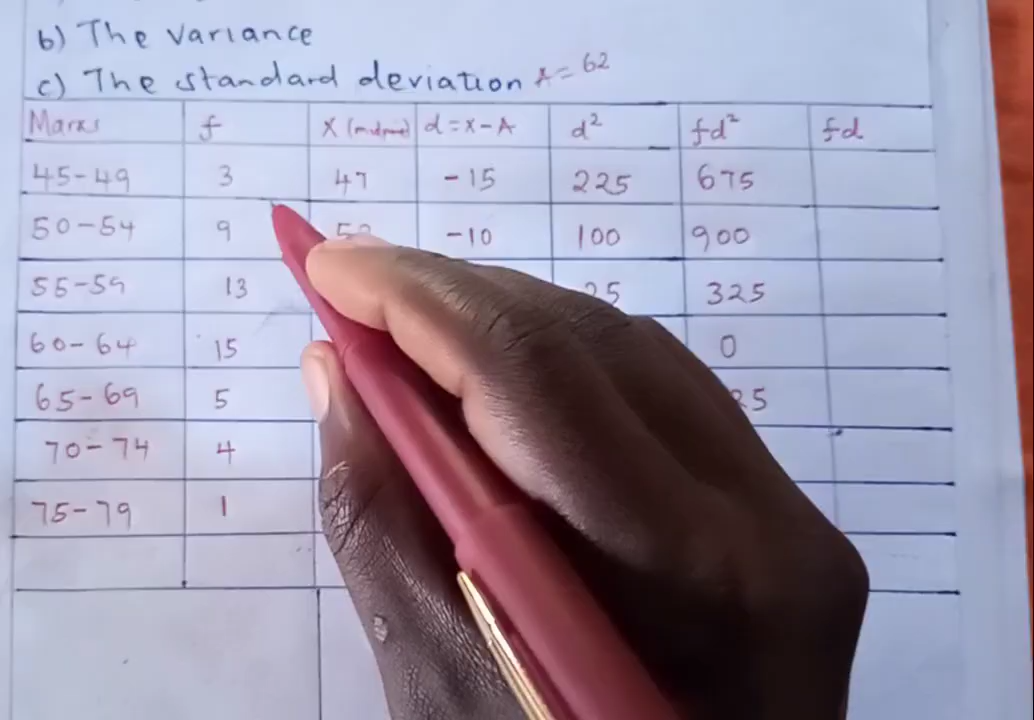 b) The variance
c) The standard deviation A = 62
Marks f X (midpoint) d = x - A d² fd² fd
45-49 3 47 -15 225 675
50-54 9 -10 100 900
55-59 13 325
60-64 15 0
65-69 5
70-74 4
75-79 1